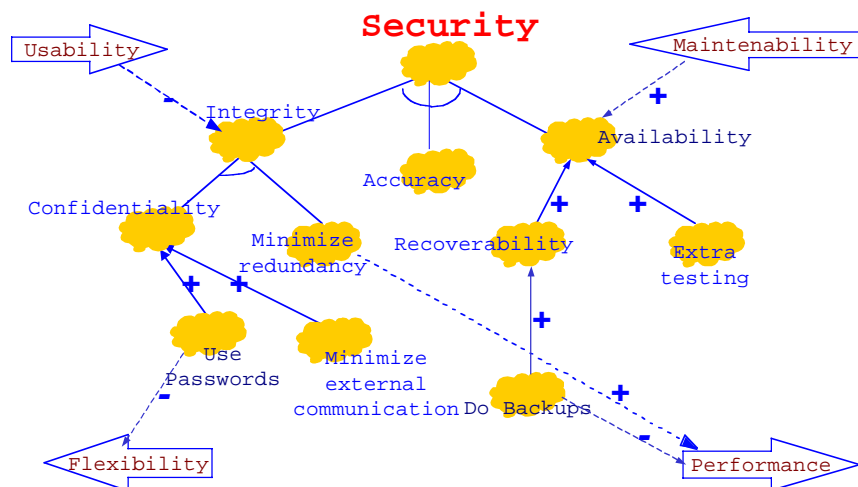 Security
Usability
Maintenability
-
+
Integrity
Availability
Accuracy
Confidentiality
Minimize
redundancy
Recoverability
+
+
Extra
testing
+
+
+
Use
Passwords
Minimize
external
communication
-
+
Do Backups
-
Flexibility
Performance